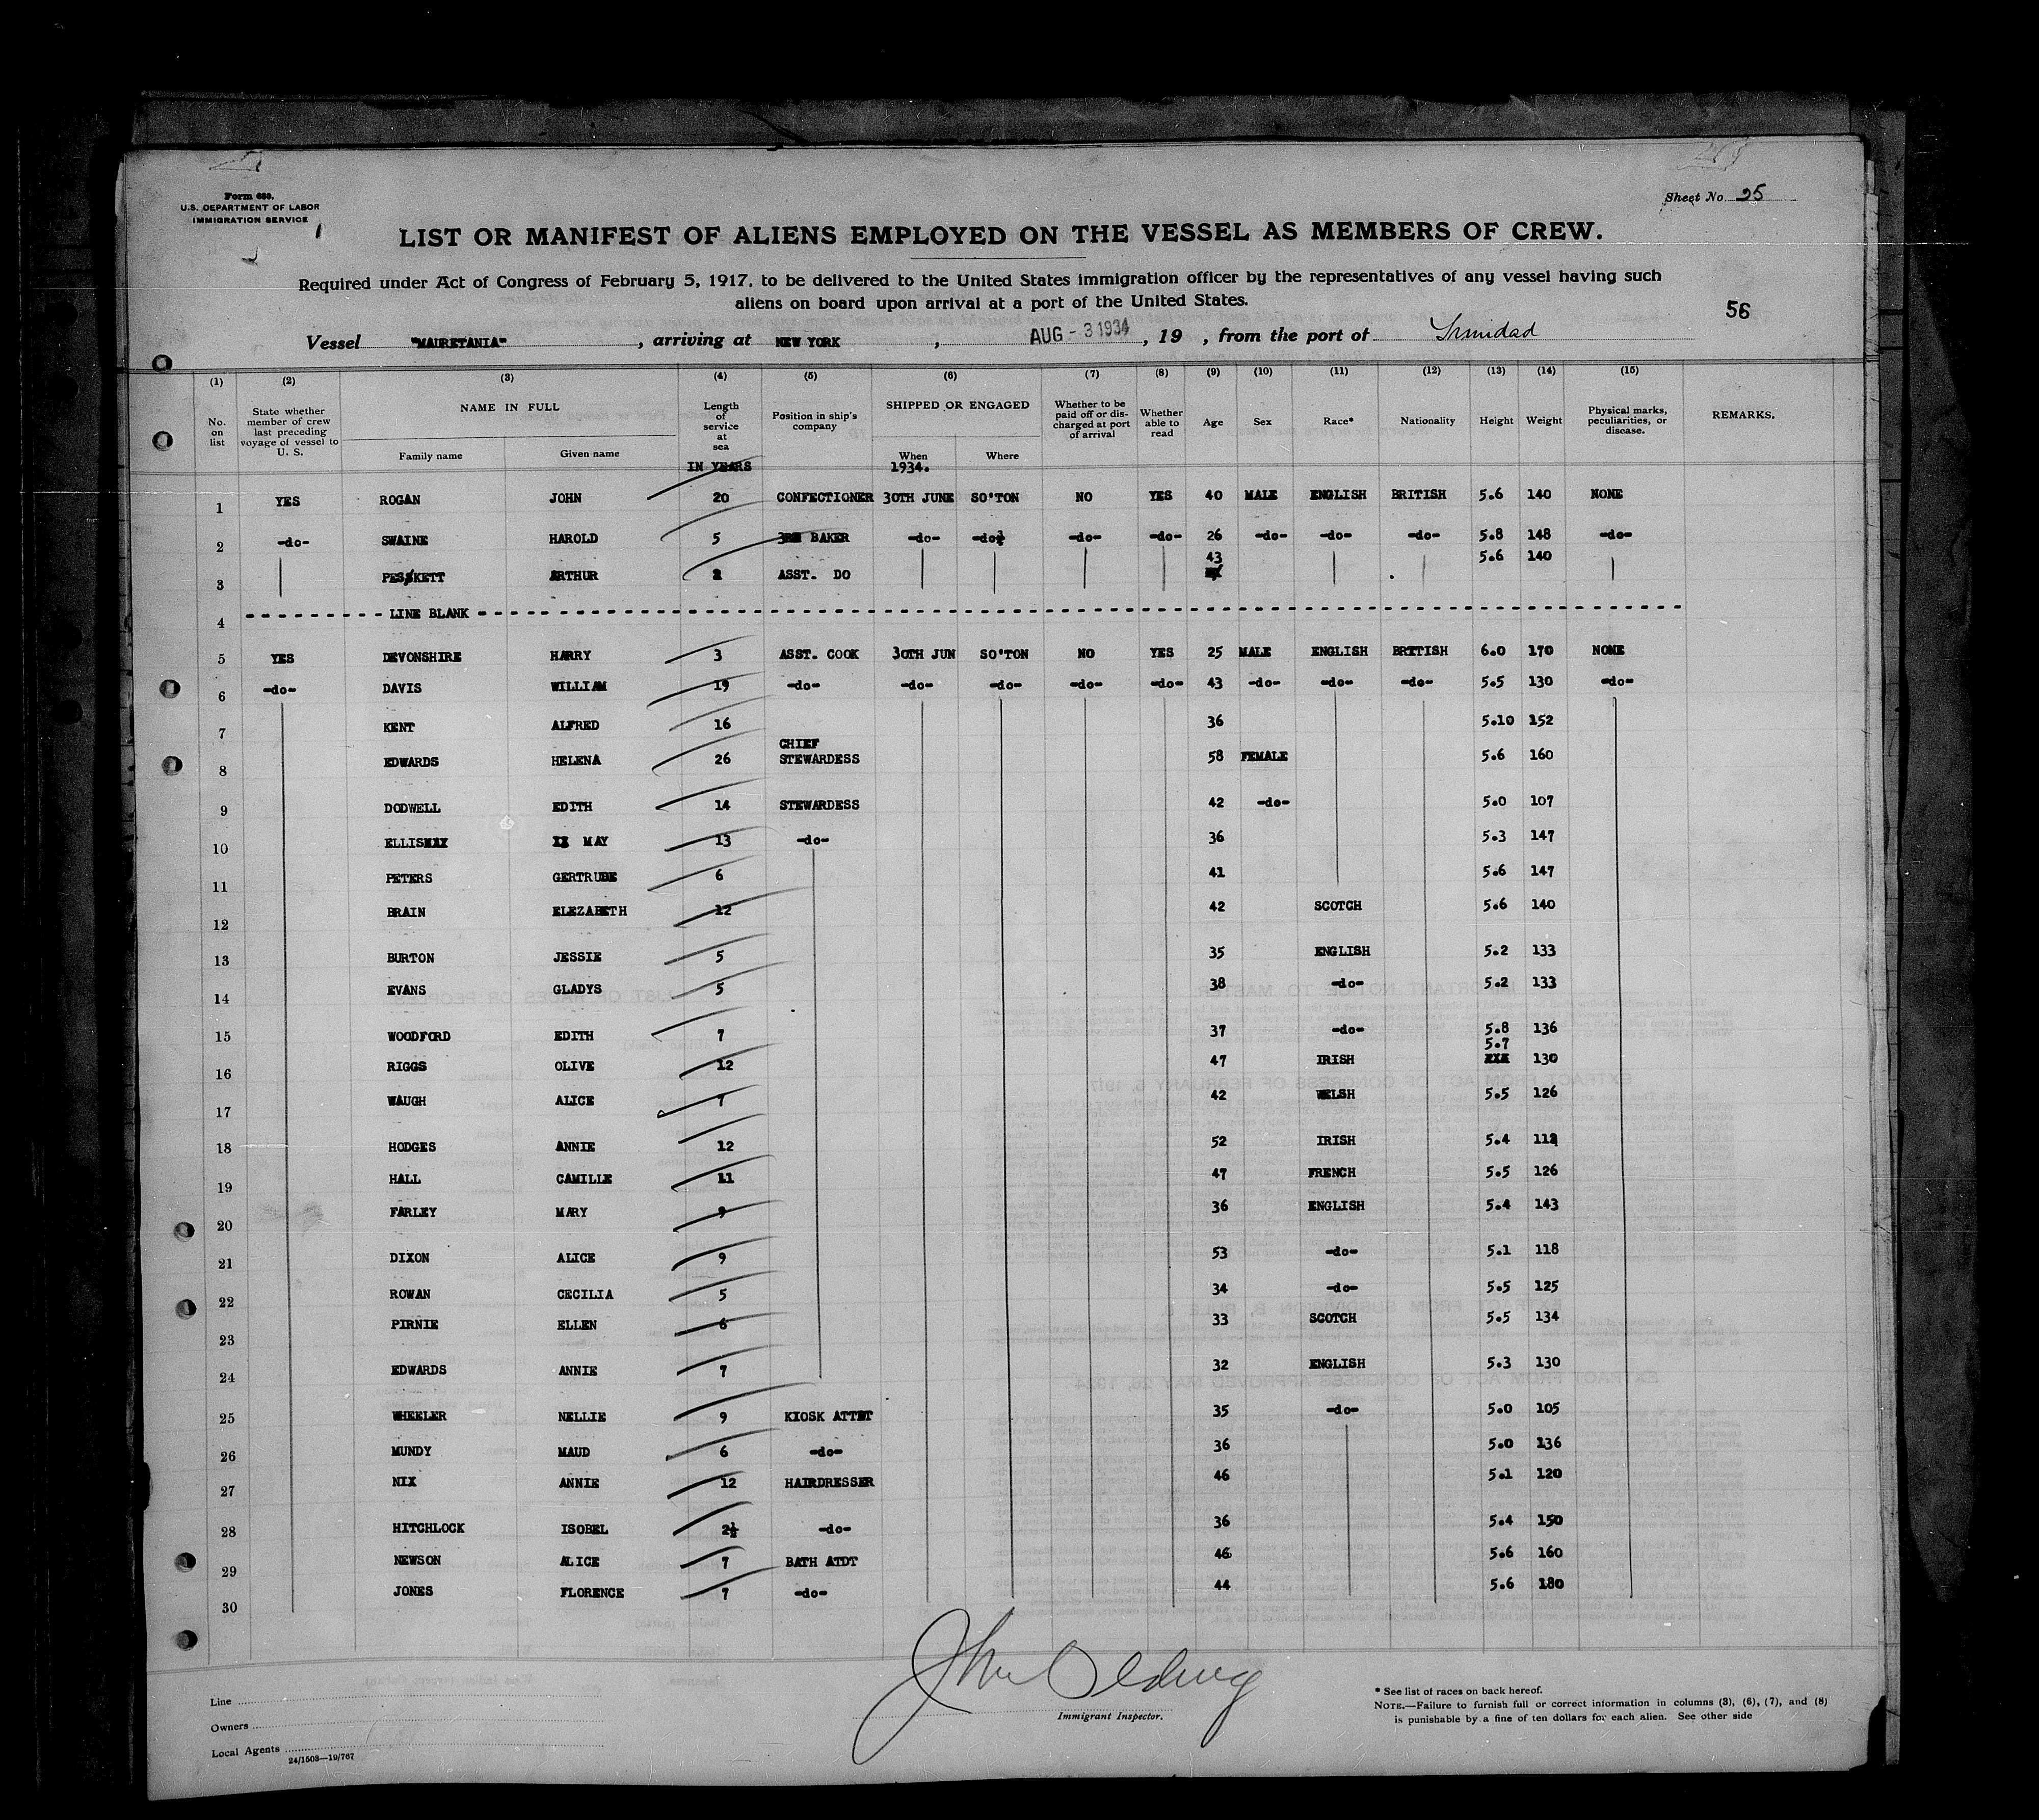 Form 680.
U.S. DEPARTMENT OF LABOR
IMMIGRATION SERVICE
Sheet No. 25
LIST OR MANIFEST OF ALIENS EMPLOYED ON THE VESSEL AS MEMBERS OF CREW.
Required under Act of Congress of February 5, 1917, to be delivered to the United States immigration officer by the representatives of any vessel having such
aliens on board upon arrival at a port of the United States.
56
Vessel "MAURETANIA", arriving at NEW YORK, AUG - 3 1934, 19 , from the port of Trinidad
(1) (2) (3) (4) (5) (6) (7) (8) (9) (10) (11) (12) (13) (14) (15)
No. on list State whether member of crew last preceding voyage of vessel to U. S. NAME IN FULL Family name Given name Length of service at sea Position in ship's company SHIPPED OR ENGAGED When Where Whether to be paid off or discharged at port of arrival Whether able to read Age Sex Race* Nationality Height Weight Physical marks, peculiarities, or disease. REMARKS.
IN YEARS 1934.
1 YES ROGAN JOHN 20 CONFECTIONER 30TH JUNE SO'TON NO YES 40 MALE ENGLISH BRITISH 5.6 140 NONE
2 -do- SWAINE HAROLD 5 BAKER -do- -do- -do- -do- 26 -do- -do- -do- 5.8 148 -do-
3 PESKETT ARTHUR 2 ASST. DO 43 5.6 140
4 LINE BLANK
5 YES DEVONSHIRE HARRY 3 ASST. COOK 30TH JUN SO'TON NO YES 25 MALE ENGLISH BRITISH 6.0 170 NONE
6 -do- DAVIS WILLIAM 19 -do- -do- -do- -do- -do- 43 -do- -do- -do- 5.5 130 -do-
7 KENT ALFRED 16 36 5.10 152
8 EDWARDS HELENA 26 CHIEF STEWARDESS 58 FEMALE 5.6 160
9 DODWELL EDITH 14 STEWARDESS 42 -do- 5.0 107
10 ELLIS MAY 13 -do- 36 5.3 147
11 PETERS GERTRUDE 6 41 5.6 147
12 BRAIN ELEZABETH 12 42 SCOTCH 5.6 140
13 BURTON JESSIE 5 35 ENGLISH 5.2 133
14 EVANS GLADYS 5 38 -do- 5.2 133
15 WOODFORD EDITH 7 37 -do- 5.8 136
16 RIGGS OLIVE 12 47 IRISH 5.7 130
17 WAUGH ALICE 7 42 WELSH 5.5 126
18 HODGES ANNIE 12 52 IRISH 5.4 112
19 HALL CAMILLE 11 47 FRENCH 5.5 126
20 FARLEY MARY 9 36 ENGLISH 5.4 143
21 DIXON ALICE 9 53 -do- 5.1 118
22 ROWAN CECILIA 5 34 -do- 5.5 125
23 PIRNIE ELLEN 6 33 SCOTCH 5.5 134
24 EDWARDS ANNIE 7 32 ENGLISH 5.3 130
25 WHEELER NELLIE 9 KIOSK ATTDT 35 -do- 5.0 105
26 MUNDY MAUD 6 -do- 36 5.0 136
27 NIX ANNIE 12 HAIRDRESSER 46 5.1 120
28 HITCHLOCK ISOBEL 2½ -do- 36 5.4 150
29 NEWSON ALICE 7 BATH ATDT 46 5.6 160
30 JONES FLORENCE 7 -do- 44 5.6 180
Line
Owners
Local Agents
24/1503—19/767
Immigrant Inspector.
* See list of races on back hereof.
NOTE.—Failure to furnish full or correct information in columns (3), (6), (7), and (8)
is punishable by a fine of ten dollars for each alien. See other side